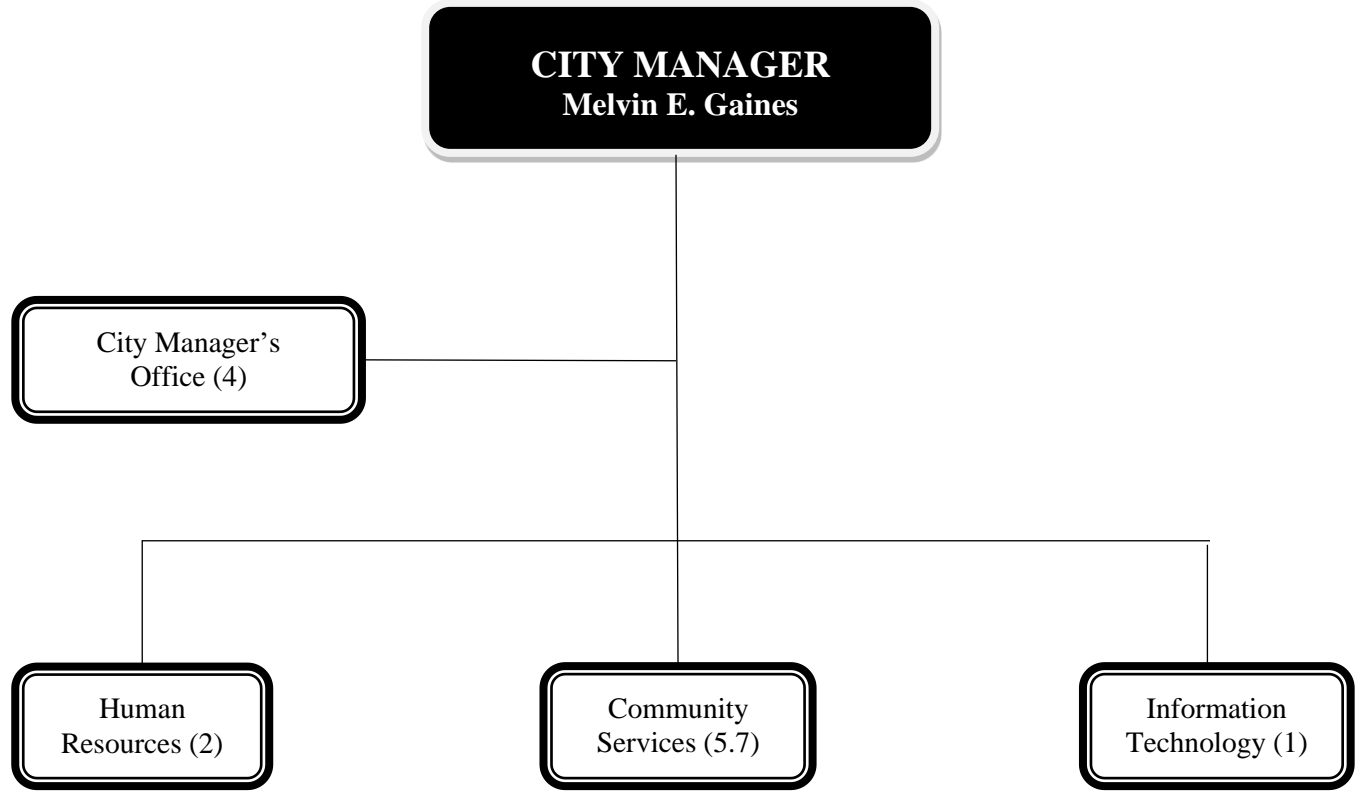 CITY MANAGER
Melvin E. Gaines
City Manager’s
Office (4)
Human
Resources (2)
Community
Services (5.7)
Information
Technology (1)